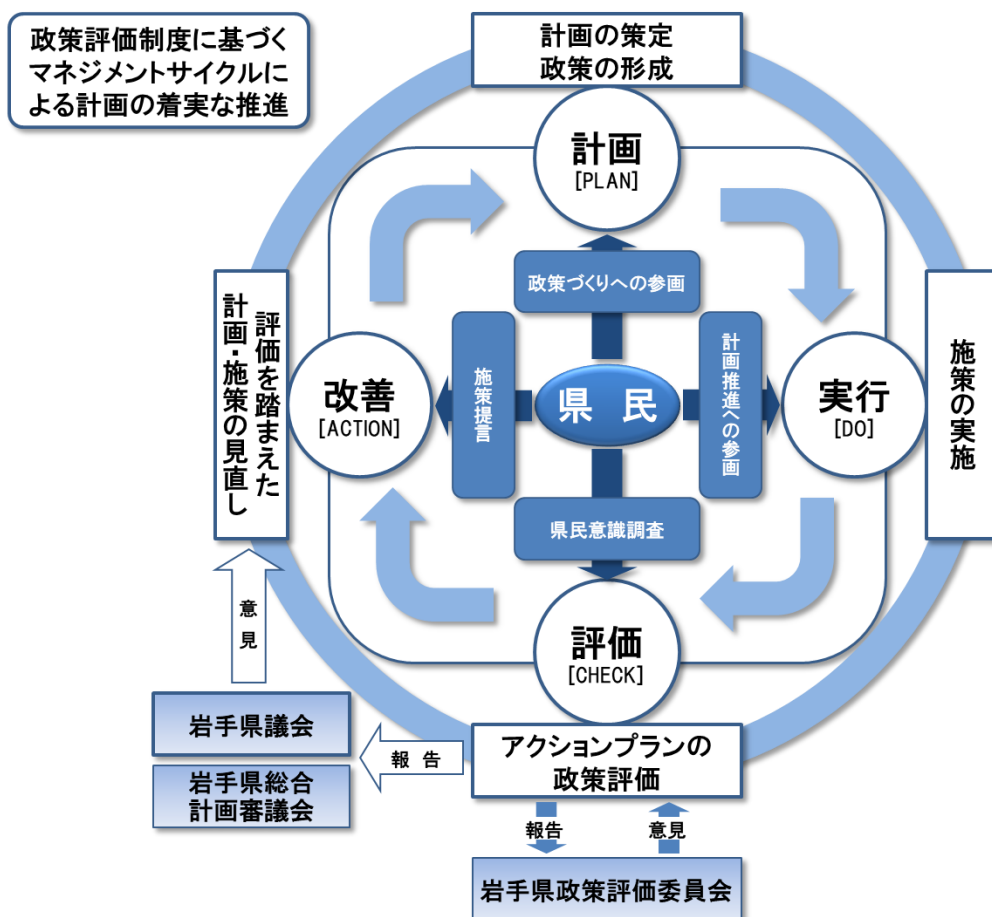 政策評価制度に基づく
マネジメントサイクルに
よる計画の着実な推進
計画の策定
政策の形成
計画
[PLAN]
政策づくりへの参画
評価を踏まえた
計画・施策の見直し
改善
[ACTION]
施策提言
県 民
計画推進への参画
実行
[DO]
施策の実施
県民意識調査
評価
[CHECK]
意見
岩手県議会
岩手県総合
計画審議会
報 告
アクションプランの
政策評価
報告
意見
岩手県政策評価委員会